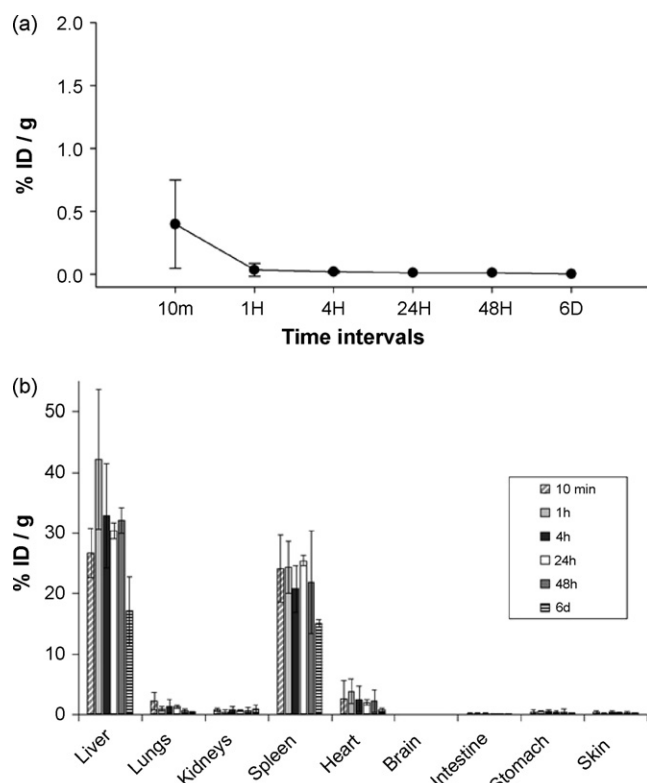 (a)
2.0
1.5
1.0
0.5
0.0
% ID / g
10m 1H 4H 24H 48H 6D
Time intervals
(b)
50
40
30
20
10
0
% ID / g
10 min
1h
4h
24h
48h
6d
Liver Lungs Kidneys Spleen Heart Brain Intestine Stomach Skin